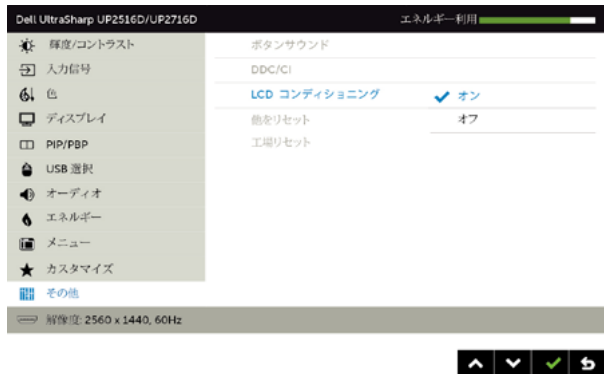 Dell UltraSharp UP2516D/UP2716D
エネルギー利用
輝度/コントラスト
ボタンサウンド
入力信号
DDC/CI
色
LCD コンディショニング
オン
ディスプレイ
他をリセット
オフ
PIP/PBP
工場リセット
USB 選択
オーディオ
エネルギー
メニュー
カスタマイズ
その他
解像度: 2560 x 1440, 60Hz